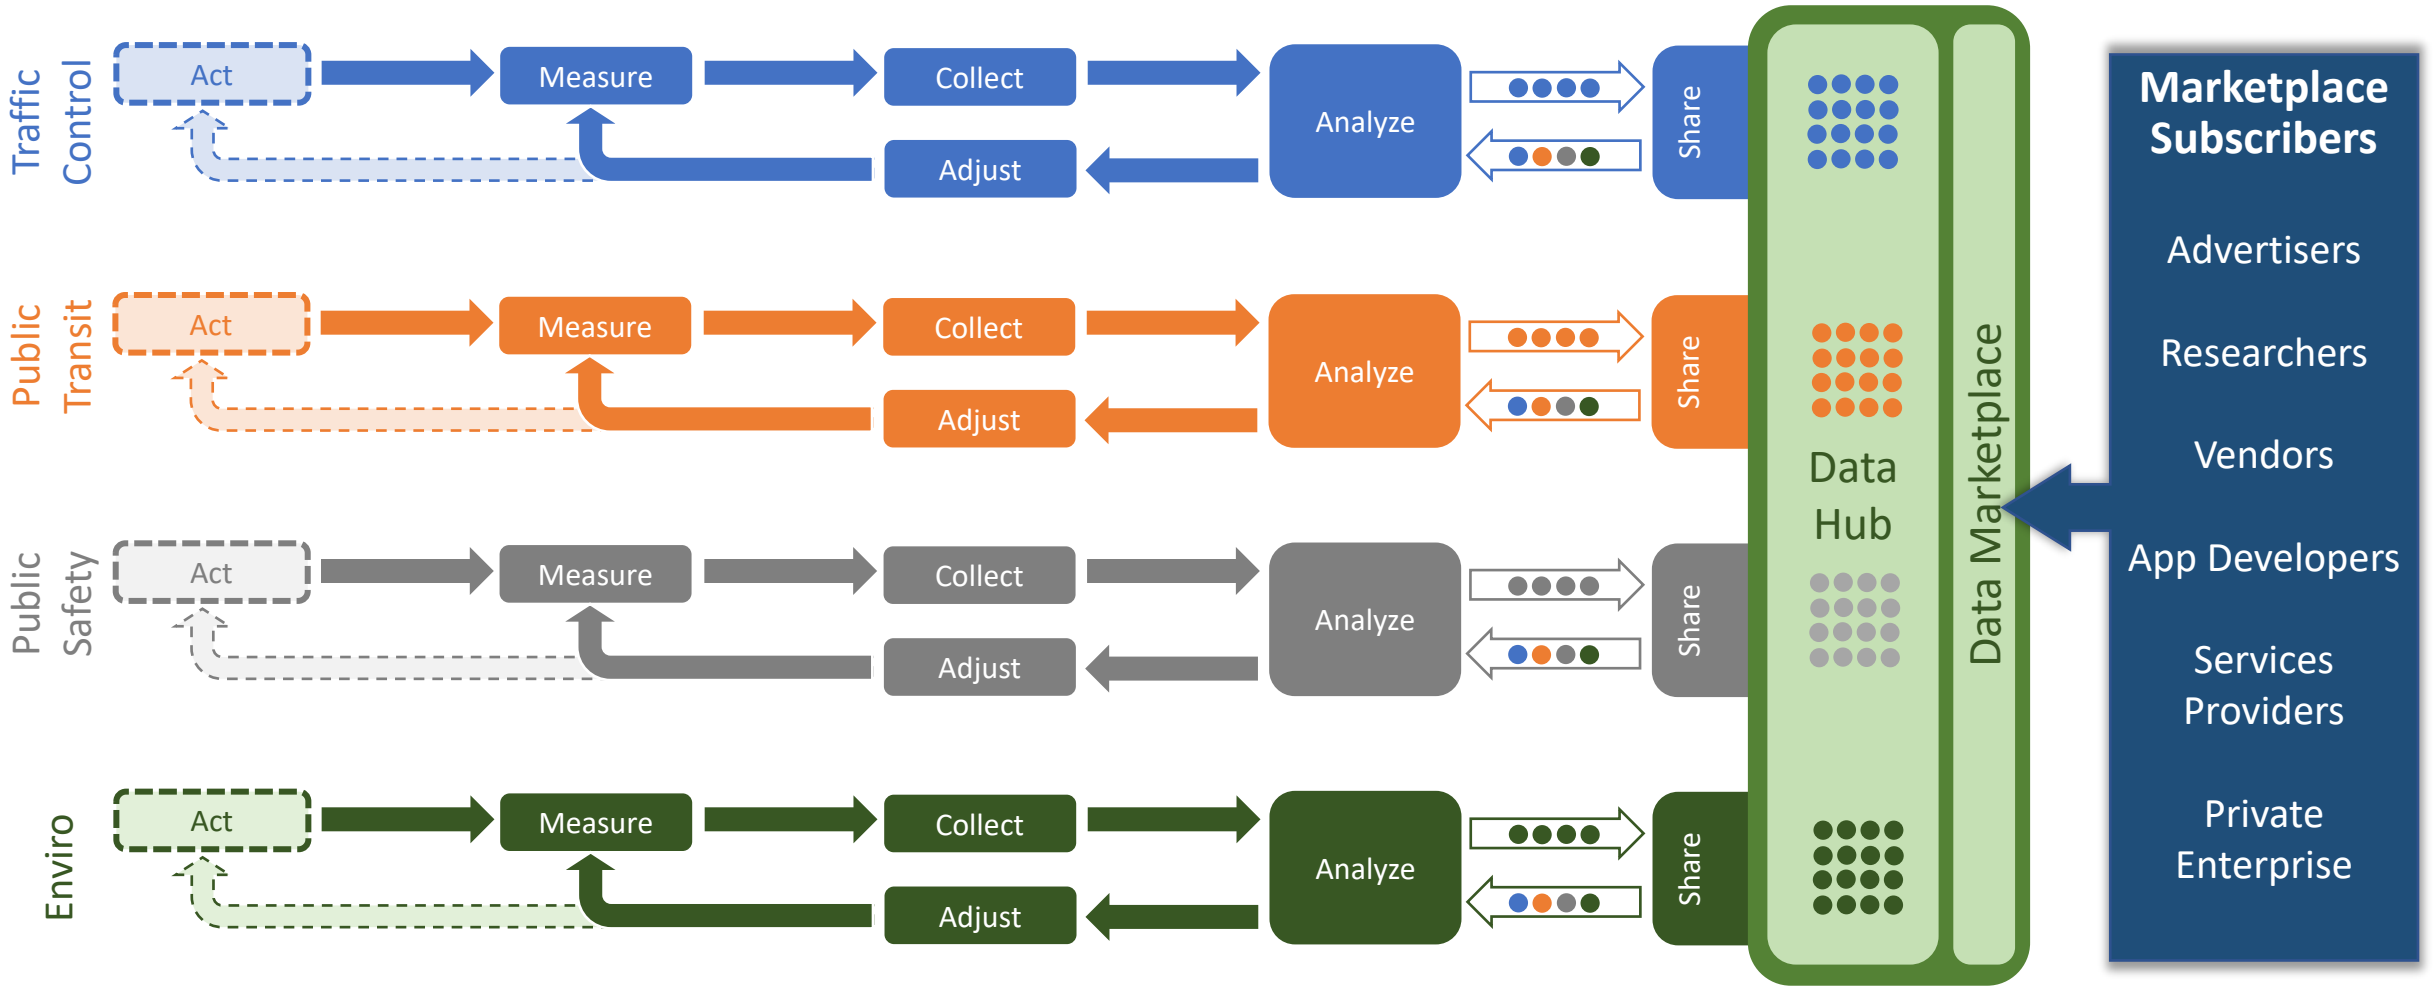 Traffic
Control
Act
Measure
Collect
Adjust
Analyze
Share
Public
Transit
Act
Measure
Collect
Adjust
Analyze
Share
Public
Safety
Act
Measure
Collect
Adjust
Analyze
Share
Enviro
Act
Measure
Collect
Adjust
Analyze
Share
Data
Hub
Data Marketplace
Marketplace
Subscribers
Advertisers
Researchers
Vendors
App Developers
Services
Providers
Private
Enterprise